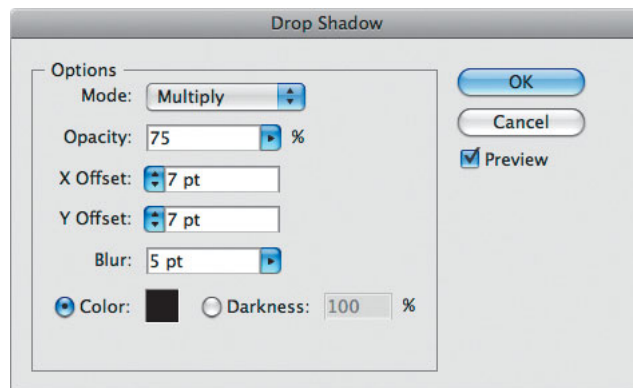 Drop Shadow
Options
Mode: Multiply
Opacity: 75 %
X Offset: 7 pt
Y Offset: 7 pt
Blur: 5 pt
Color: Darkness: 100 %
OK
Cancel
Preview